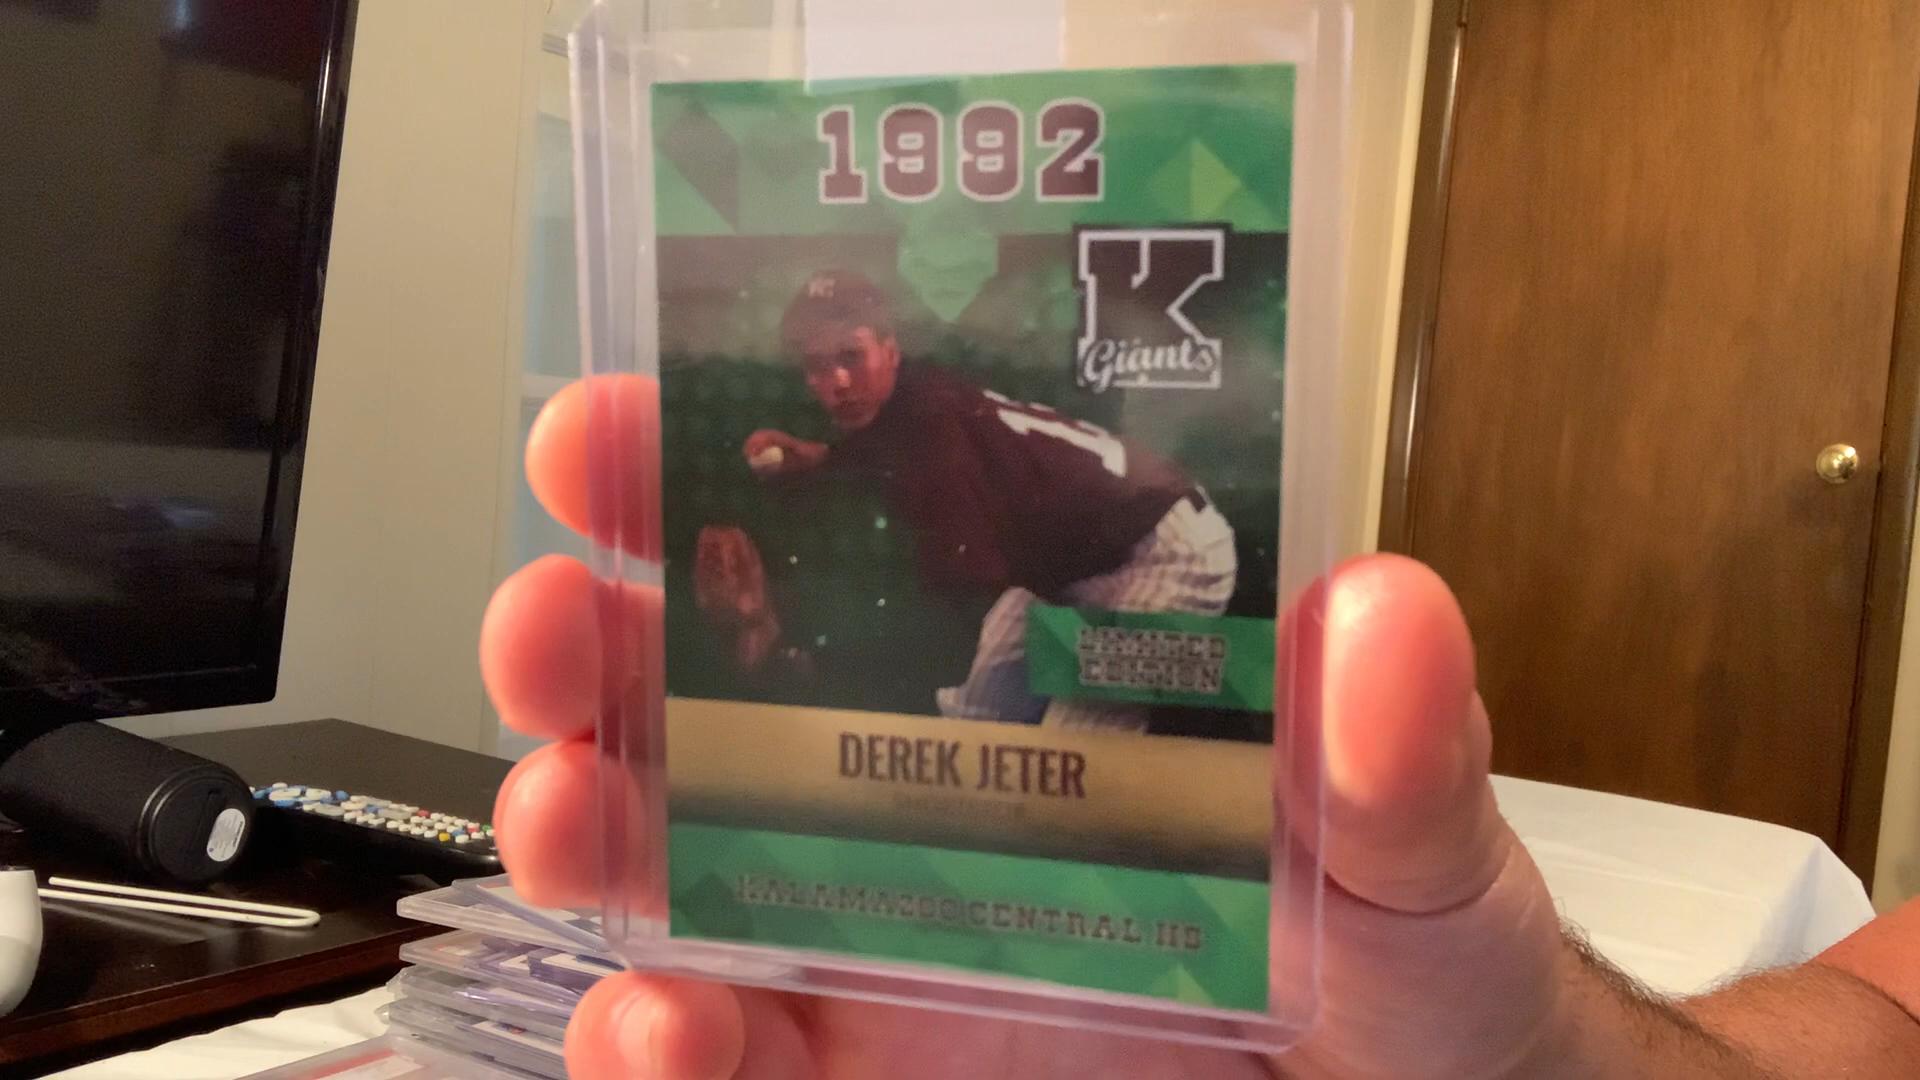 1992
K
Giants
LIMITED
EDITION
DEREK JETER
KALAMAZOO CENTRAL HS